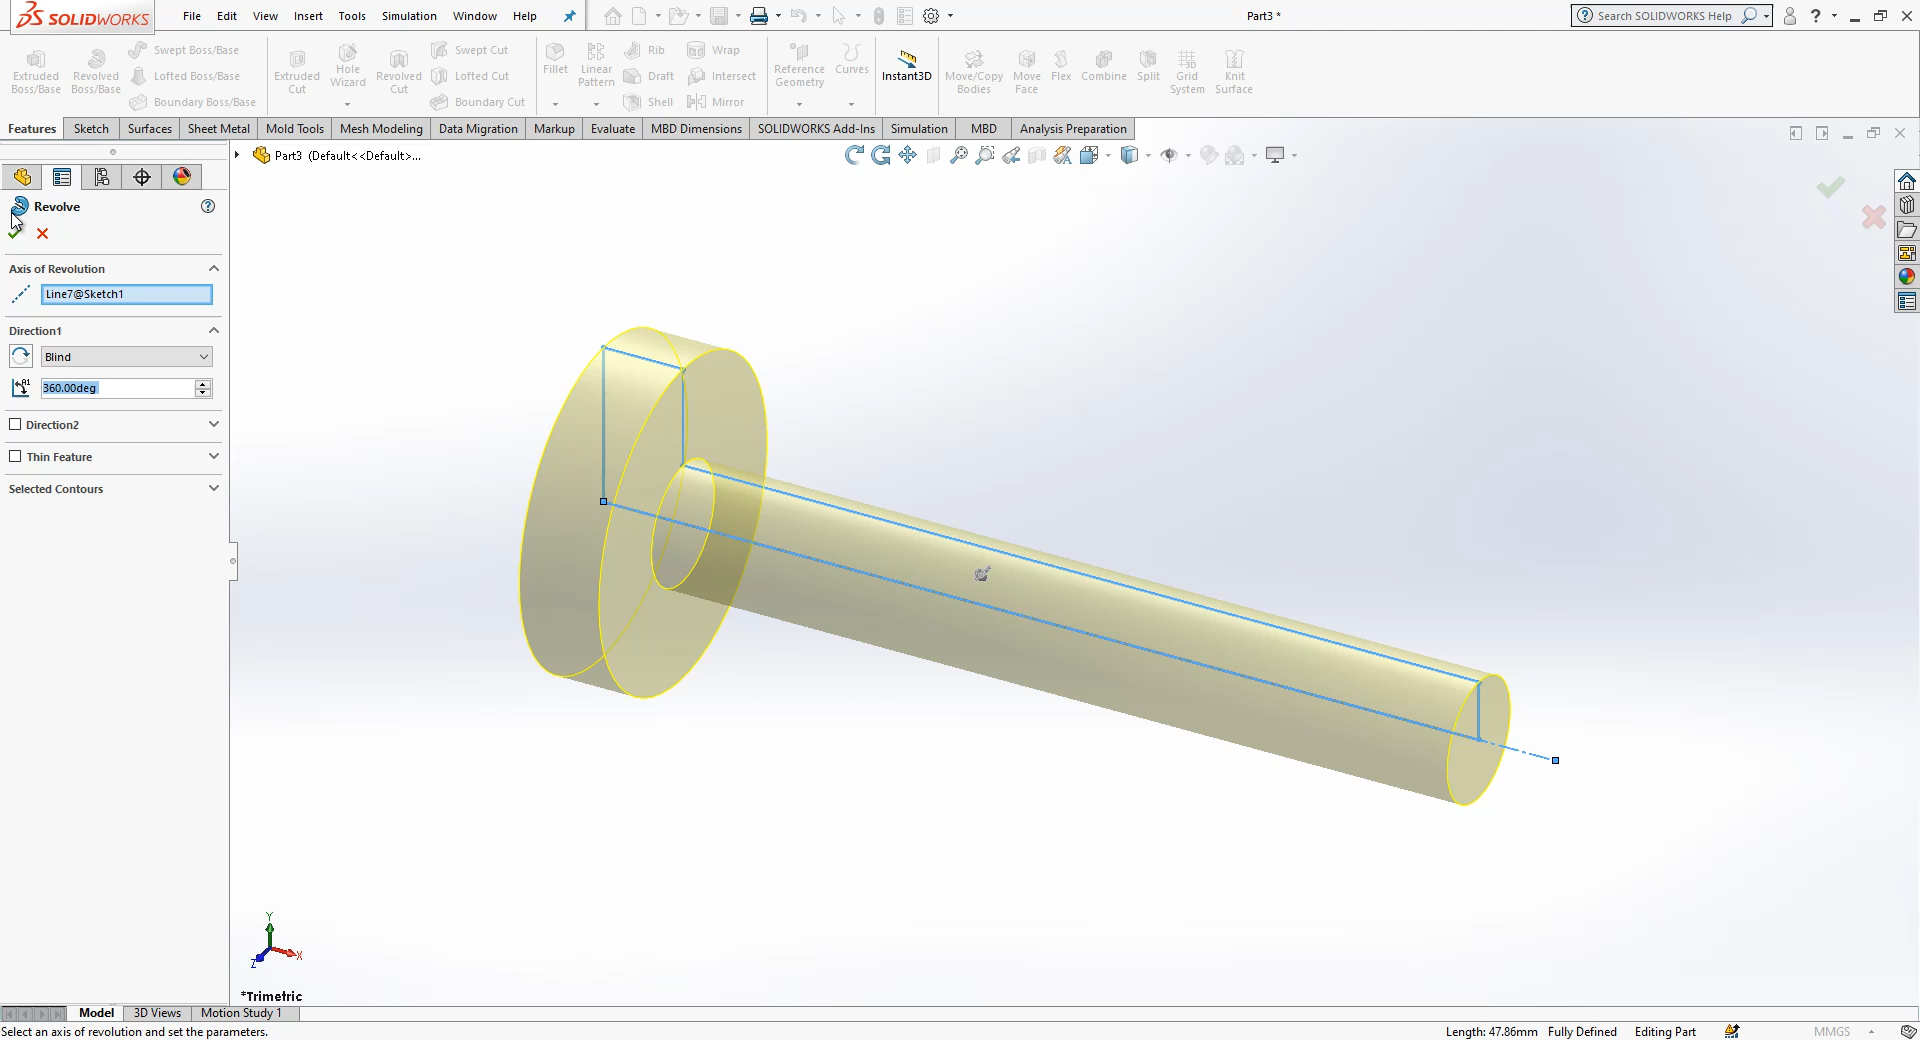 SOLIDWORKS File Edit View Insert Tools Simulation Window Help Part3 * Search SOLIDWORKS Help ?
Extruded Boss/Base Revolved Boss/Base Swept Boss/Base Lofted Boss/Base Boundary Boss/Base Extruded Cut Hole Wizard Revolved Cut Swept Cut Lofted Cut Boundary Cut Fillet Linear Pattern Rib Draft Shell Wrap Intersect Mirror Reference Geometry Curves Instant3D Move/Copy Bodies Move Face Flex Combine Split Grid System Knit Surface
Features Sketch Surfaces Sheet Metal Mold Tools Mesh Modeling Data Migration Markup Evaluate MBD Dimensions SOLIDWORKS Add-Ins Simulation MBD Analysis Preparation
Part3 (Default<<Default>...
Revolve
Axis of Revolution
Line7@Sketch1
Direction1
Blind
360.00deg
Direction2
Thin Feature
Selected Contours
Y
X
Z
*Trimetric
Model 3D Views Motion Study 1
Select an axis of revolution and set the parameters. Length: 47.86mm Fully Defined Editing Part MMGS